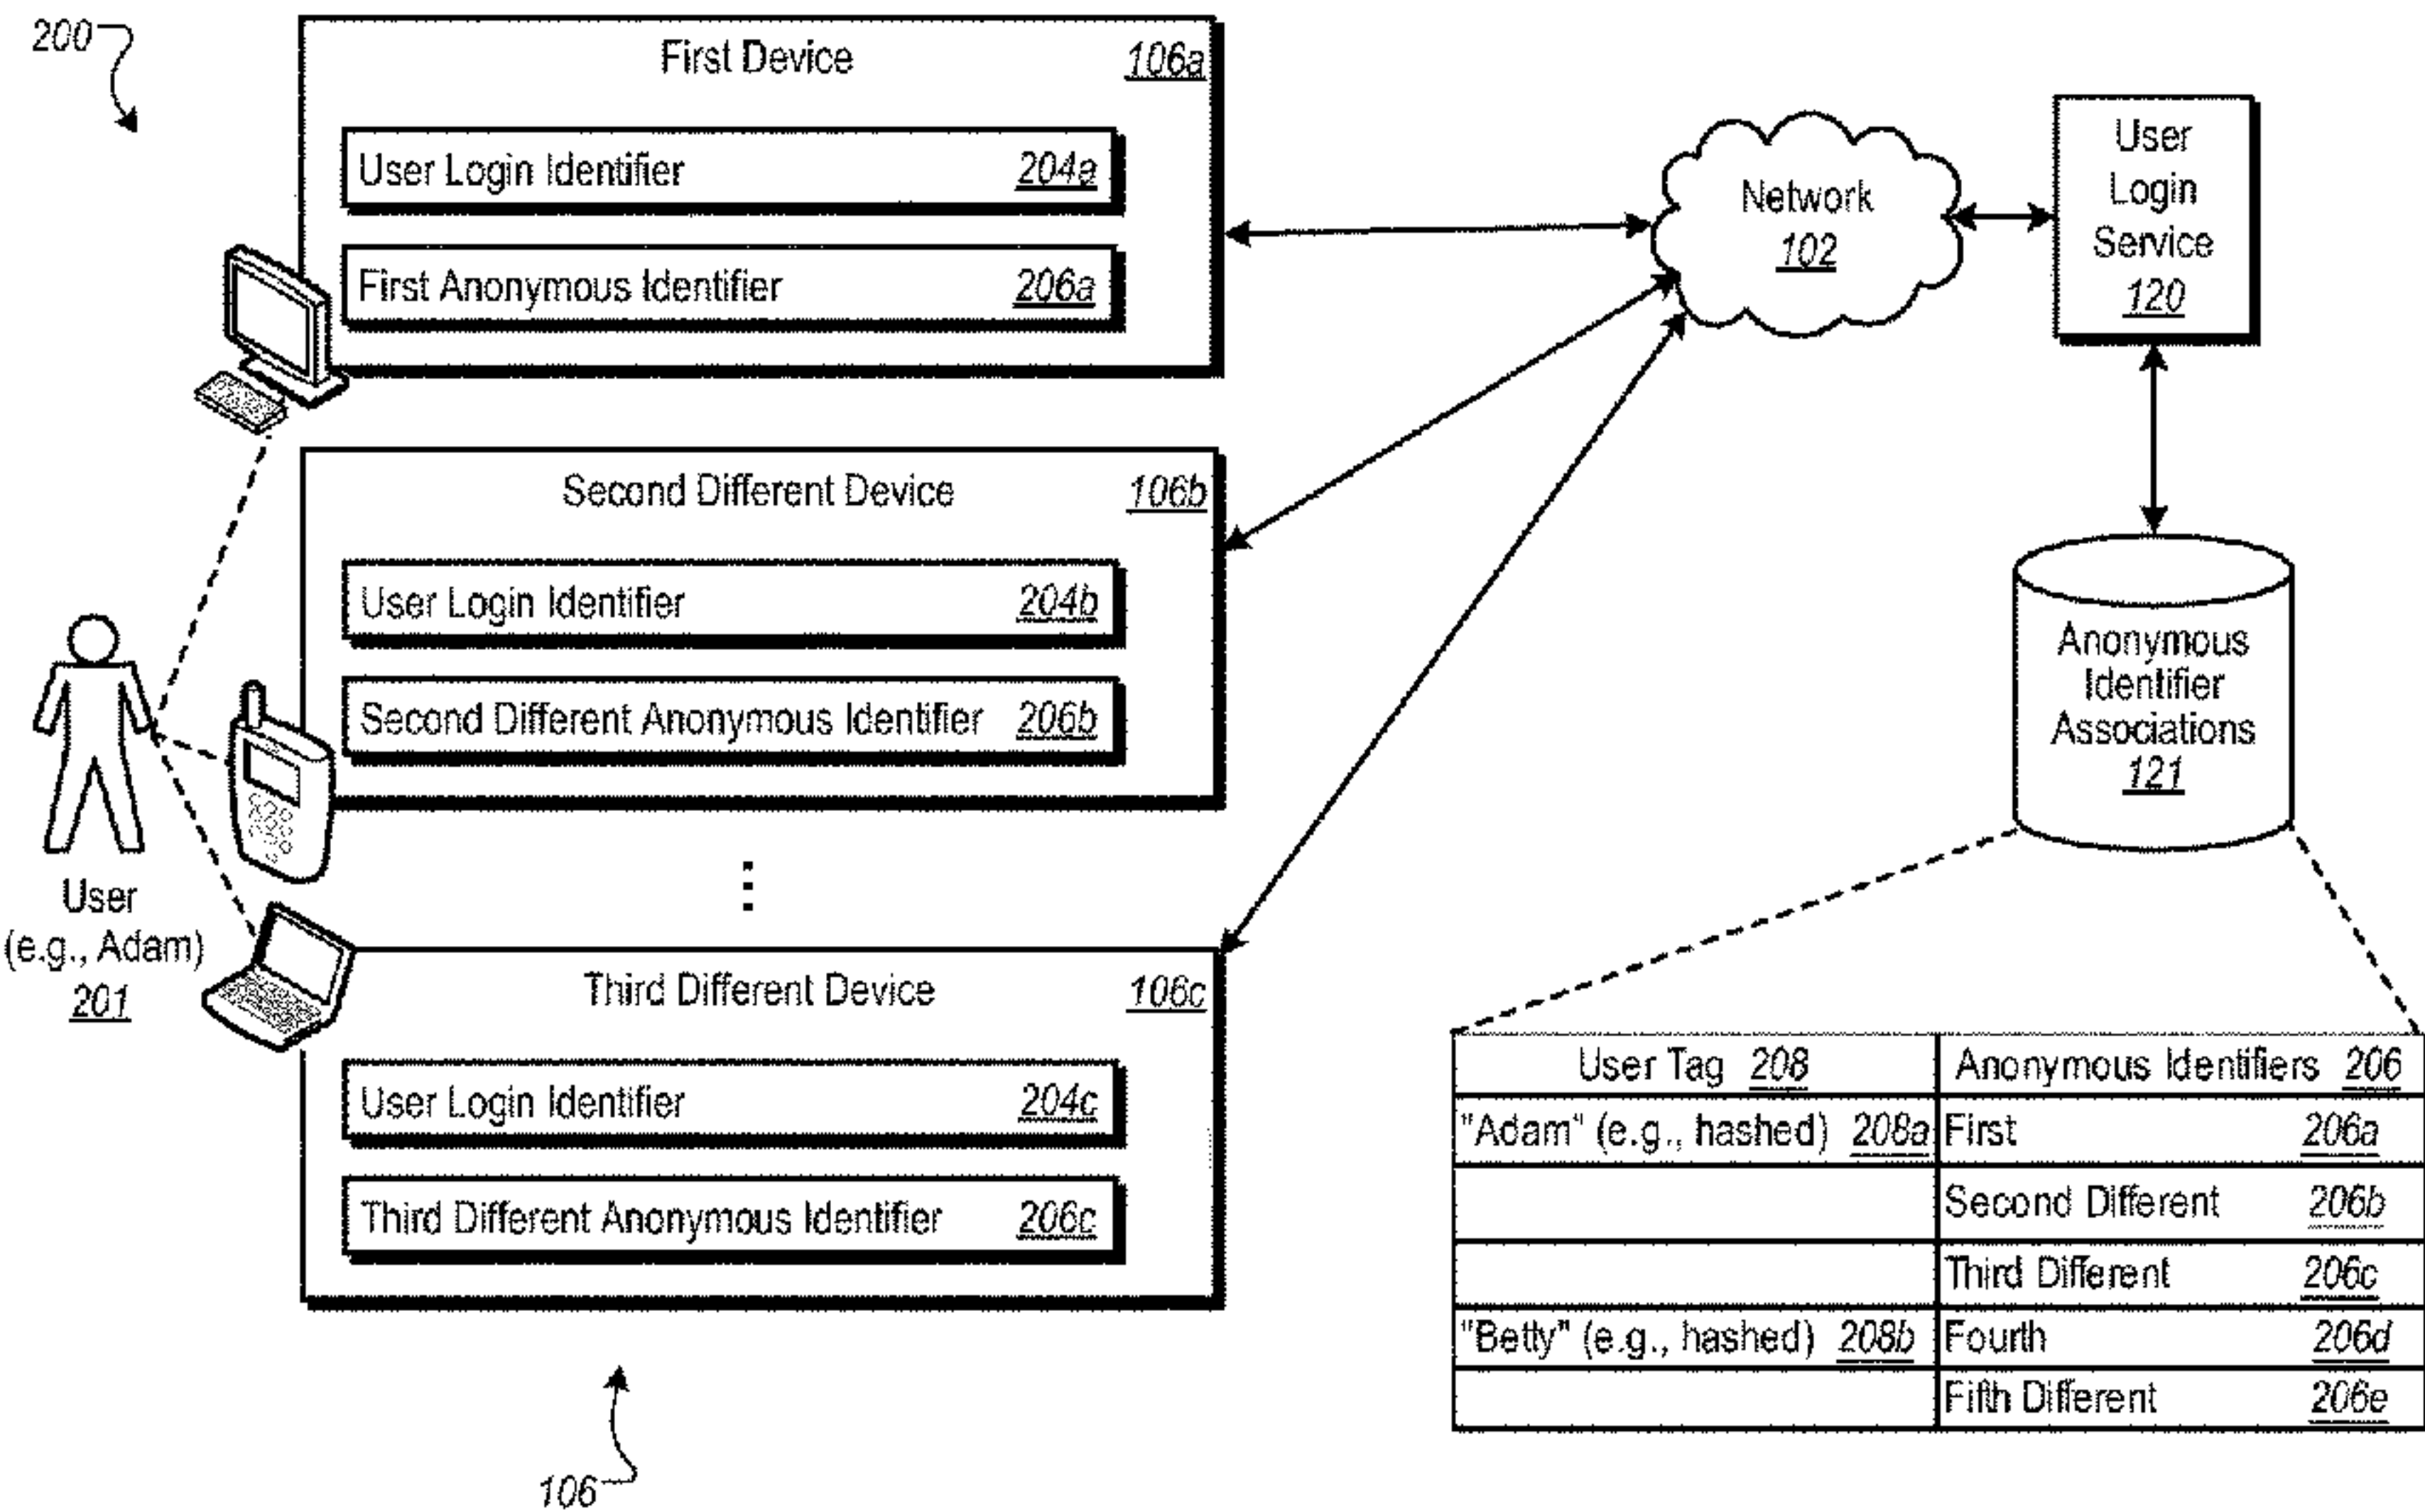 200
First Device 106a
User Login Identifier 204a
First Anonymous Identifier 206a
Second Different Device 106b
User Login Identifier 204b
Second Different Anonymous Identifier 206b
Third Different Device 106c
User Login Identifier 204c
Third Different Anonymous Identifier 206c
106
User
(e.g., Adam)
201
Network
102
User
Login
Service
120
Anonymous
Identifier
Associations
121
User Tag 208 Anonymous Identifiers 206
"Adam" (e.g., hashed) 208a First 206a
Second Different 206b
Third Different 206c
"Betty" (e.g., hashed) 208b Fourth 206d
Fifth Different 206e